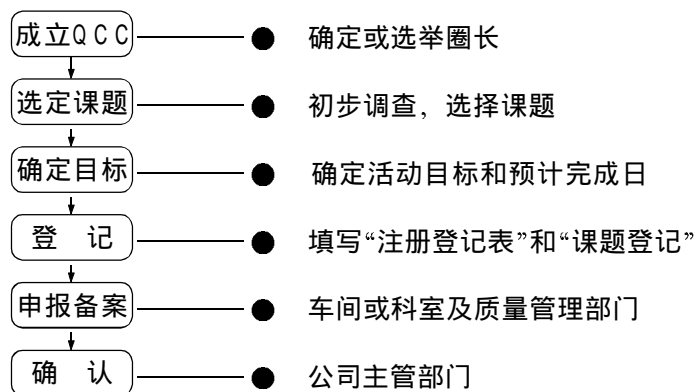 成立QCC 确定或选举圈长
选定课题 初步调查，选择课题
确定目标 确定活动目标和预计完成日
登 记 填写“注册登记表”和“课题登记”
申报备案 车间或科室及质量管理部门
确 认 公司主管部门